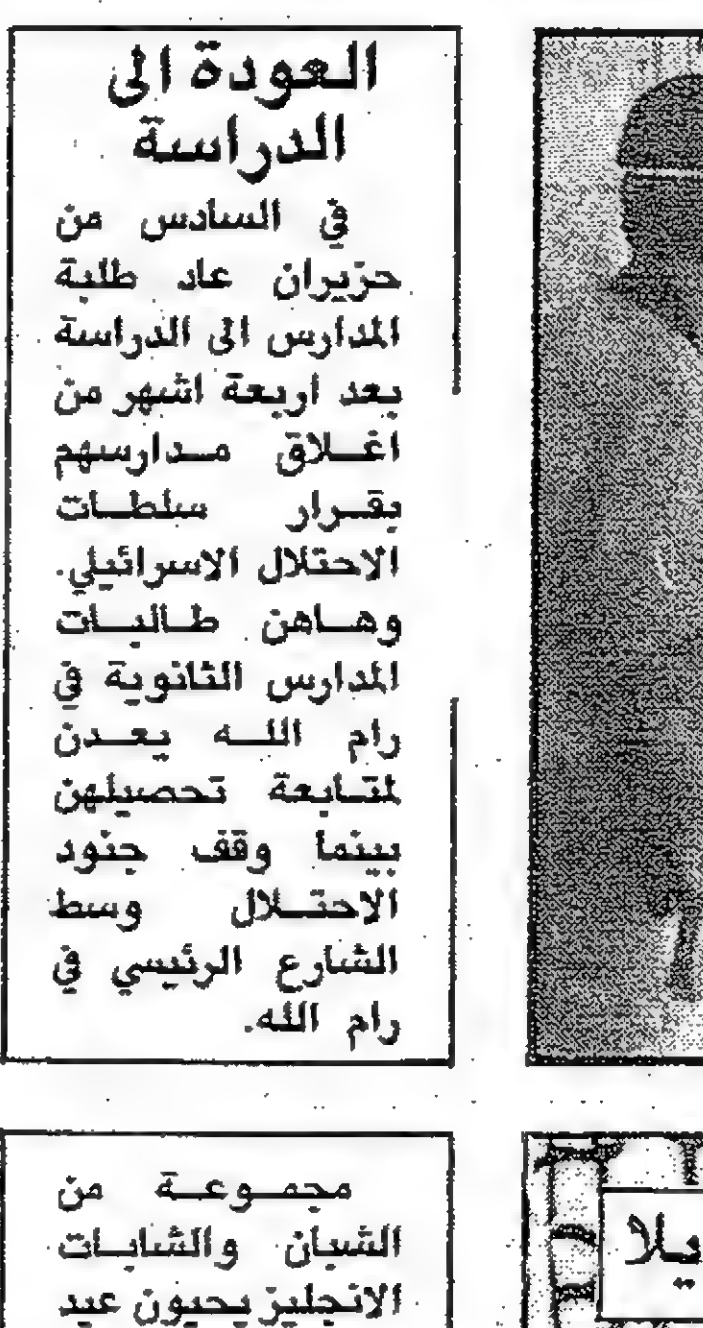 العودة الى
الدراسة
في السادس من
حزيران عاد طلبة
المدارس الى الدراسة
بعد اربعة اشهر من
اغلاق مدارسهم
بقرار سلطات
الاحتلال الاسرائيلي.
وهاهن طالبات
المدارس الثانوية في
رام الله يعدن
لمتابعة تحصيلهن
بينما وقف جنود
الاحتلال وسط
الشارع الرئيسي في
رام الله.
مجموعة من
الشبان والشابات
الانجليز يحيون عيد